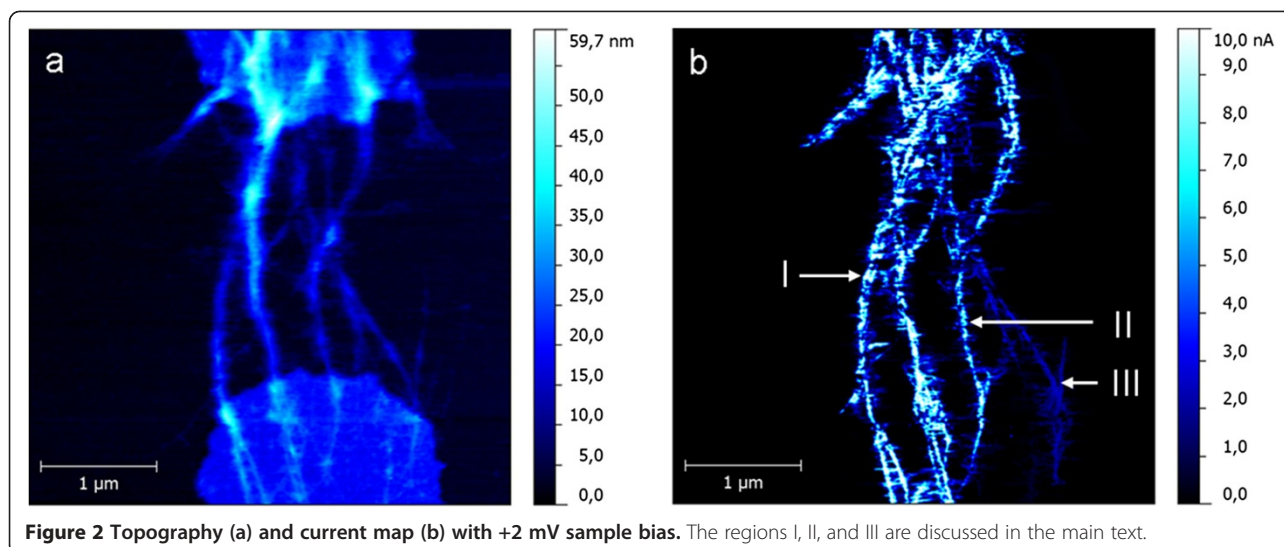 a
59,7 nm
50,0
45,0
40,0
35,0
30,0
25,0
20,0
15,0
10,0
5,0
0,0
1 µm
b
I
II
III
10,0 nA
9,0
8,0
7,0
6,0
5,0
4,0
3,0
2,0
1,0
0,0
1 µm
Figure 2 Topography (a) and current map (b) with +2 mV sample bias. The regions I, II, and III are discussed in the main text.